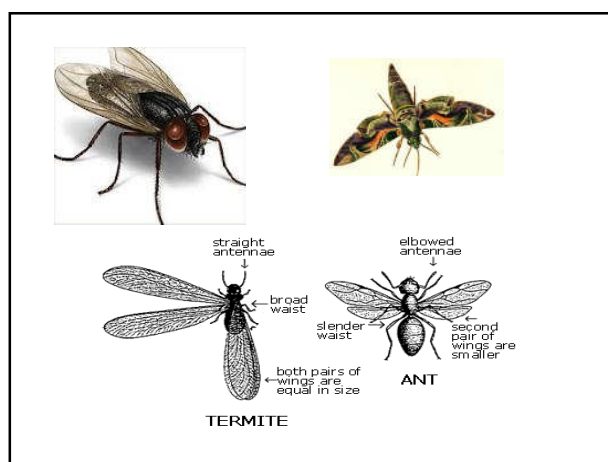 straight
antennae
broad
waist
both pairs of
wings are
equal in size
TERMITE
elbowed
antennae
slender
waist
second
pair of
wings are
smaller
ANT